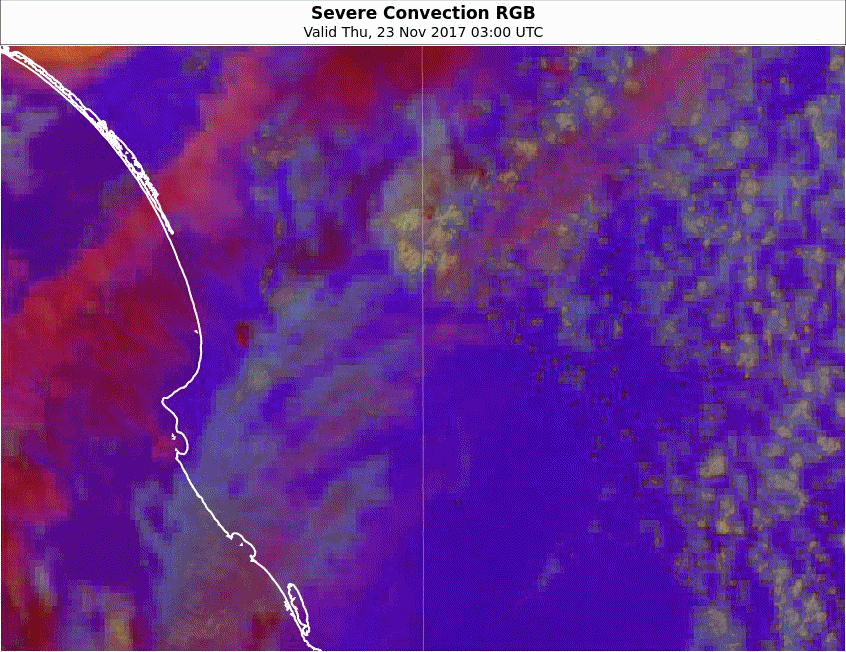 Severe Convection RGB
Valid Thu, 23 Nov 2017 03:00 UTC